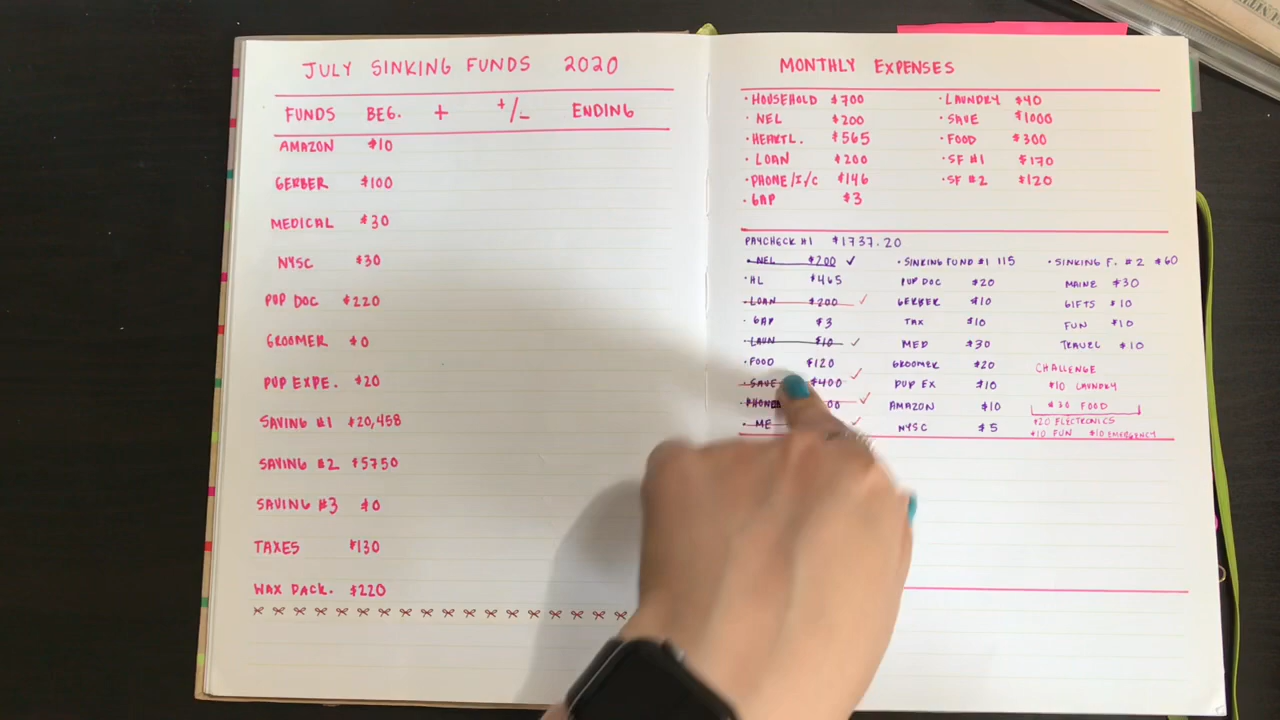 JULY SINKING FUNDS 2020
FUNDS BEG. + +/- ENDING
AMAZON $10
GERBER $100
MEDICAL $30
NYSC $30
PUP DOC $220
GROOMER $0
PUP EXPE. $20
SAVING #1 $20,458
SAVING #2 $5750
SAVING #3 $0
TAXES $130
WAX PACK. $220
MONTHLY EXPENSES
· HOUSEHOLD $700
· NEL $200
· HEARTL. $565
· LOAN $200
· PHONE/I/C $146
· GAP $3
· LAUNDRY $40
· SAVE $1000
· FOOD $300
· SF #1 $170
· SF #2 $120
PAYCHECK #1 $1737.20
· NEL $200 ✓
· HL $465
· LOAN $200 ✓
· GAP $3
· LAUN $10 ✓
· FOOD $120
· SAVE $400 ✓
· PHONE 00 ✓
· ME ✓
· SINKING FUND #1 115
PUP DOC $20
GERBER $10
TAX $10
MED $30
GROOMER $20
PUP EX $10
AMAZON $10
NYSC $5
· SINKING F. #2 $60
MAINE $30
GIFTS $10
FUN $10
TRAVEL $10
CHALLENGE
$10 LAUNDRY
$30 FOOD
$20 ELECTRONICS
$10 FUN $10 EMERGENCY